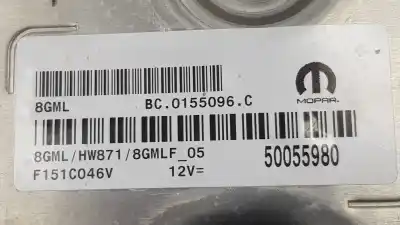 8GML BC.0155096.C
MOPAR
8GML/HW871/8GMLF_05 50055980
F151C046V 12V=